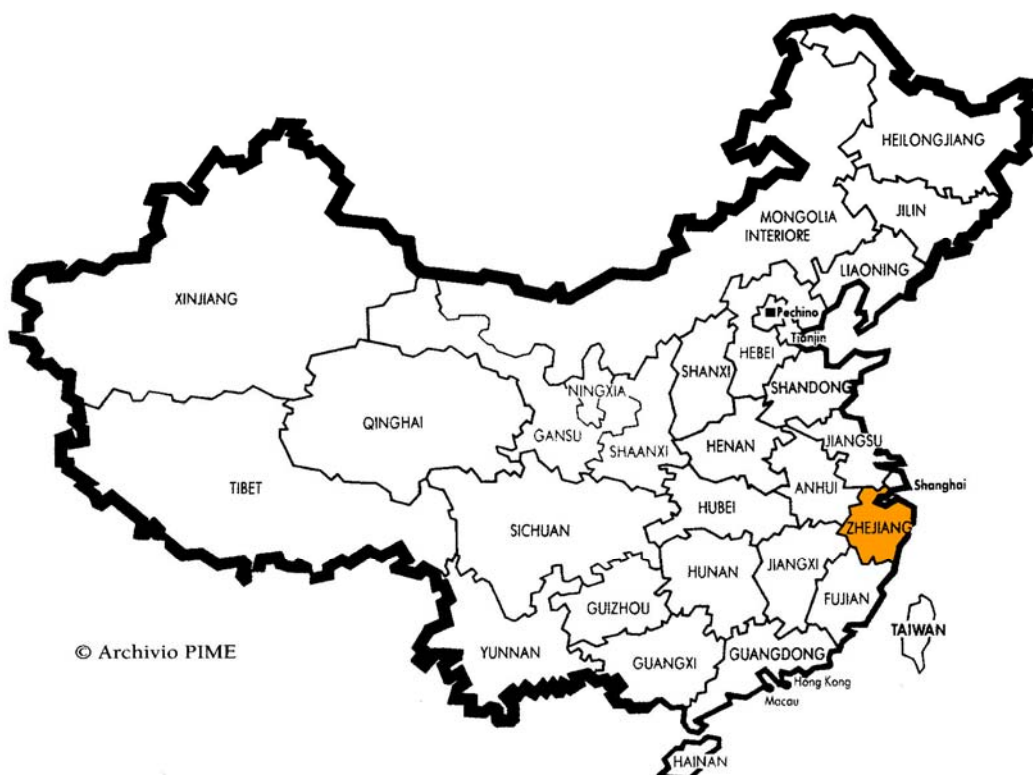 HEILONGJIANG
MONGOLIA
INTERIORE
JILIN
LIAONING
XINJIANG
Pechino
Tianjin
HEBEI
SHANXI
SHANDONG
NINGXIA
QINGHAI
GANSU
SHAANXI
HENAN
JIANGSU
TIBET
ANHUI
Shanghai
HUBEI
SICHUAN
ZHEJIANG
HUNAN
JIANGXI
GUIZHOU
FUJIAN
TAIWAN
© Archivio PIME
YUNNAN
GUANGXI
GUANGDONG
Hong Kong
Macau
HAINAN